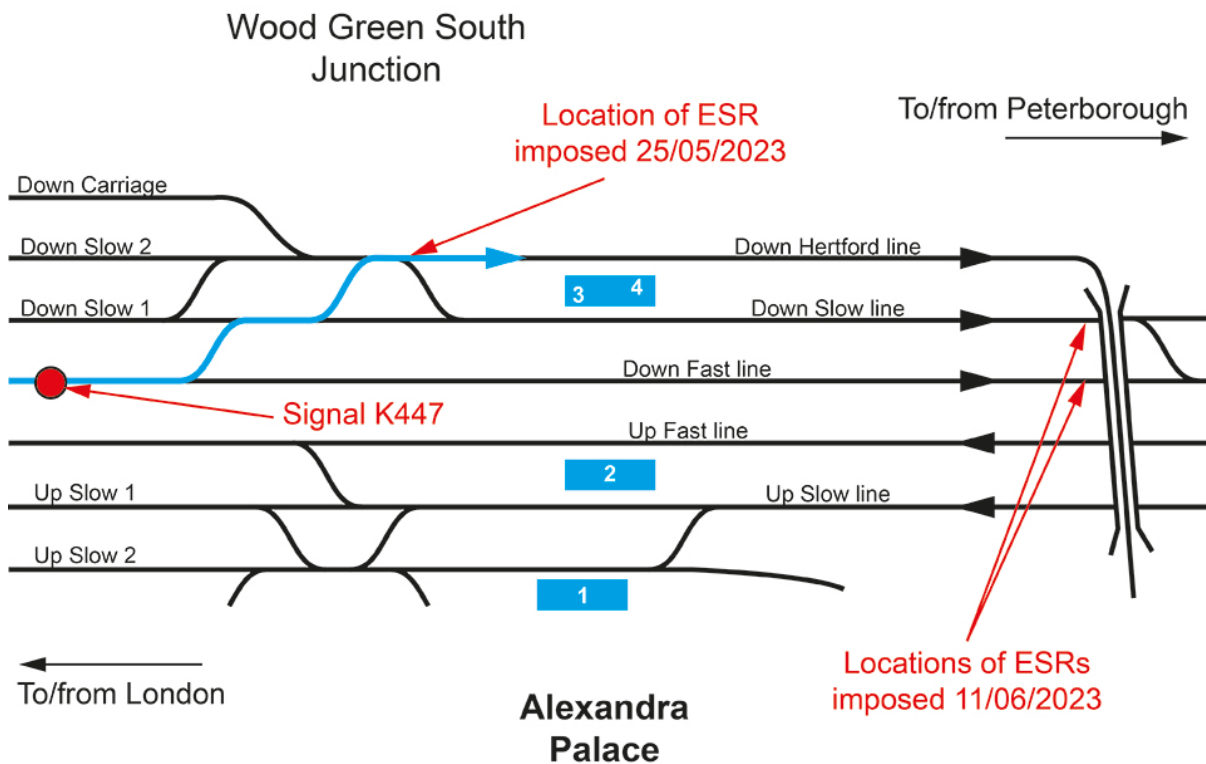 Wood Green South
Junction
Location of ESR
imposed 25/05/2023
To/from Peterborough
Down Carriage
Down Slow 2
Down Hertford line
3 4
Down Slow 1
Down Slow line
Down Fast line
Signal K447
Up Fast line
2
Up Slow 1
Up Slow line
Up Slow 2
1
Locations of ESRs
imposed 11/06/2023
To/from London
Alexandra
Palace